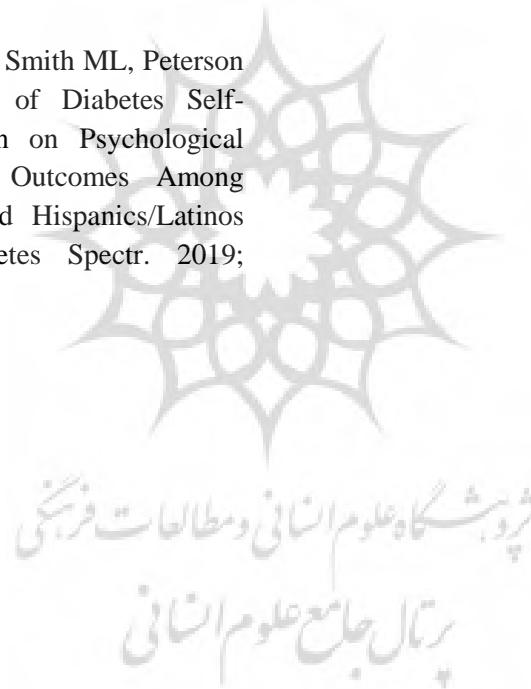 Smith ML, Peterson
of Diabetes Self-
on Psychological
Outcomes Among
Hispanics/Latinos
Spectr. 2019;
پژوهشگاه علوم انسانی و مطالعات فرهنگی
پرتال جامع علوم انسانی